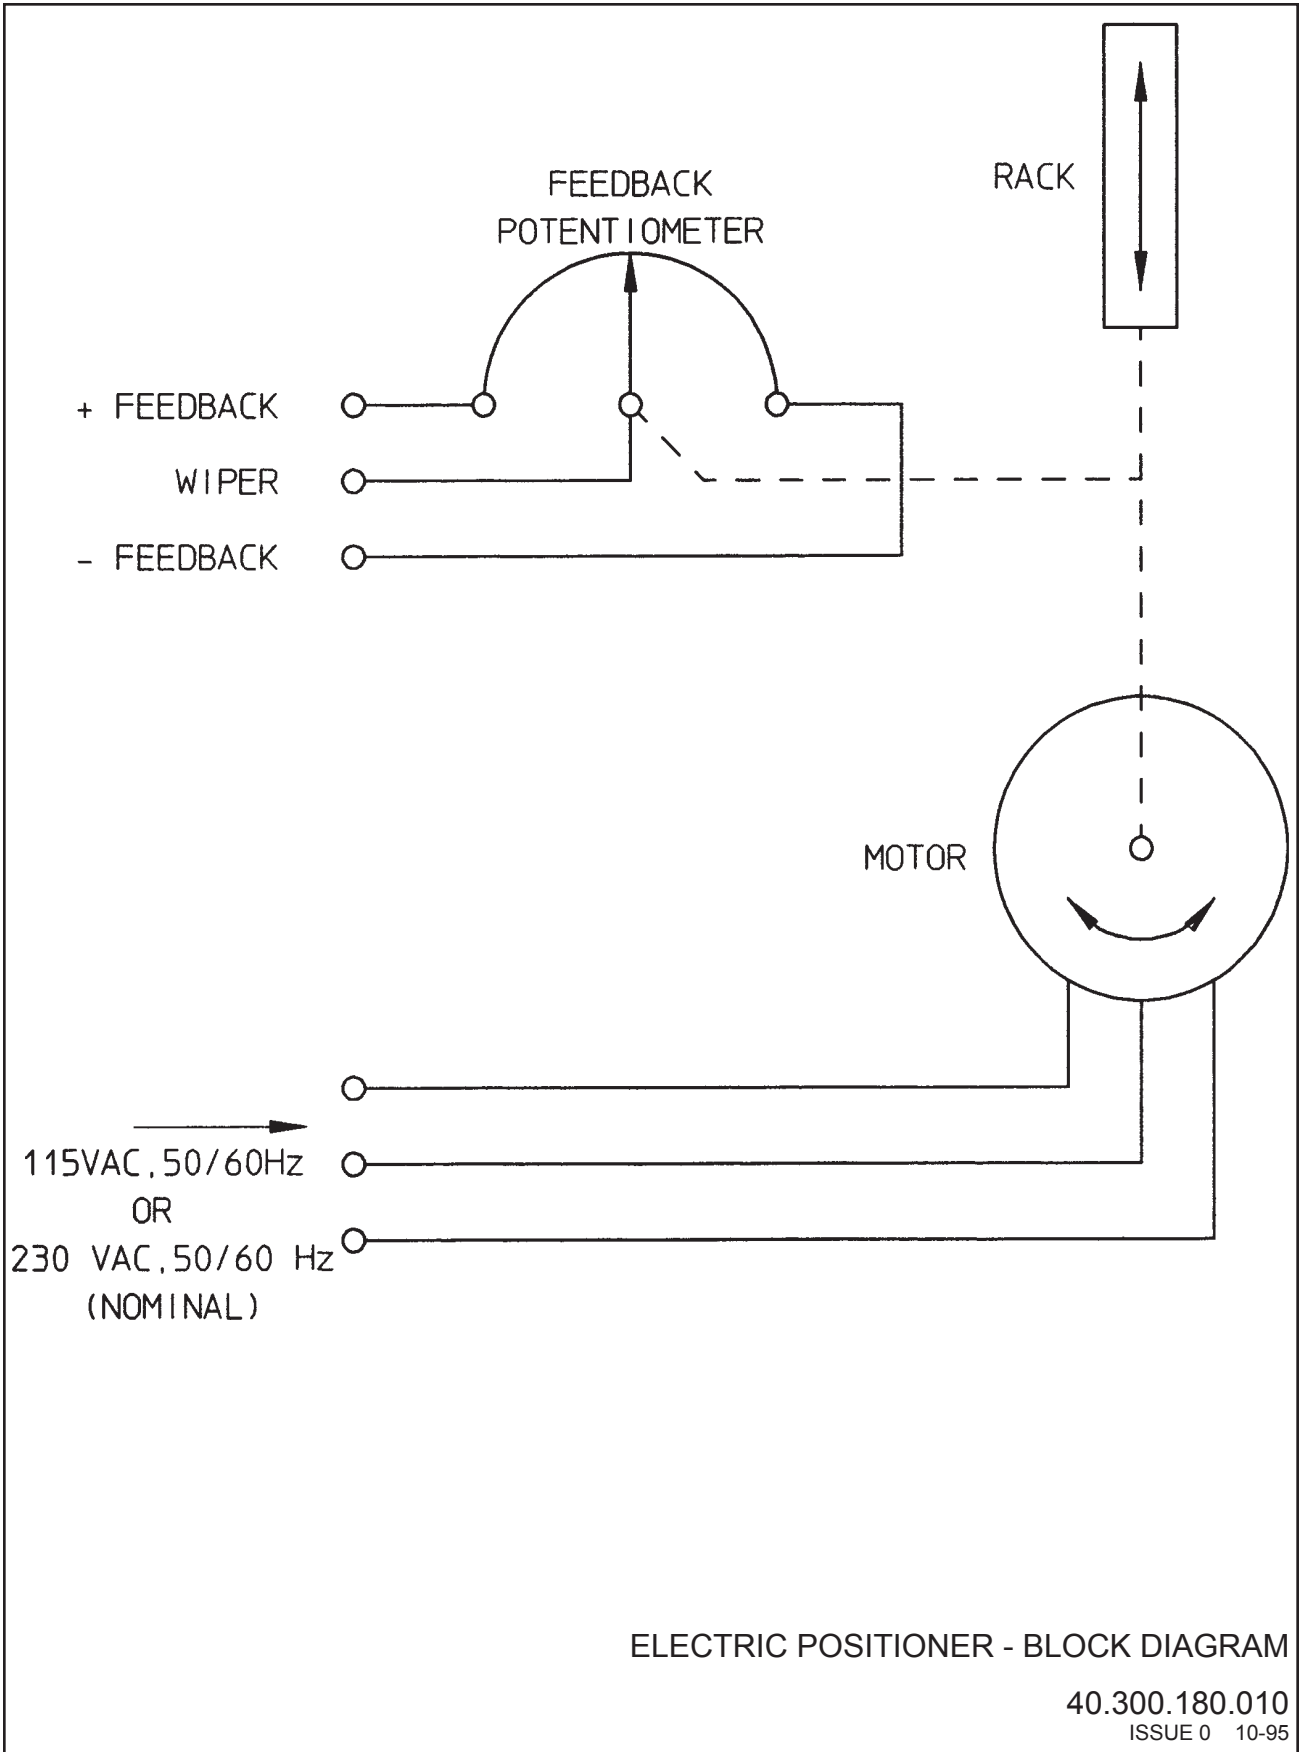 RACK
FEEDBACK
POTENTIOMETER
+ FEEDBACK
WIPER
- FEEDBACK
MOTOR
115VAC,50/60Hz
OR
230 VAC,50/60 Hz
(NOMINAL)
ELECTRIC POSITIONER - BLOCK DIAGRAM
40.300.180.010
ISSUE 0 10-95